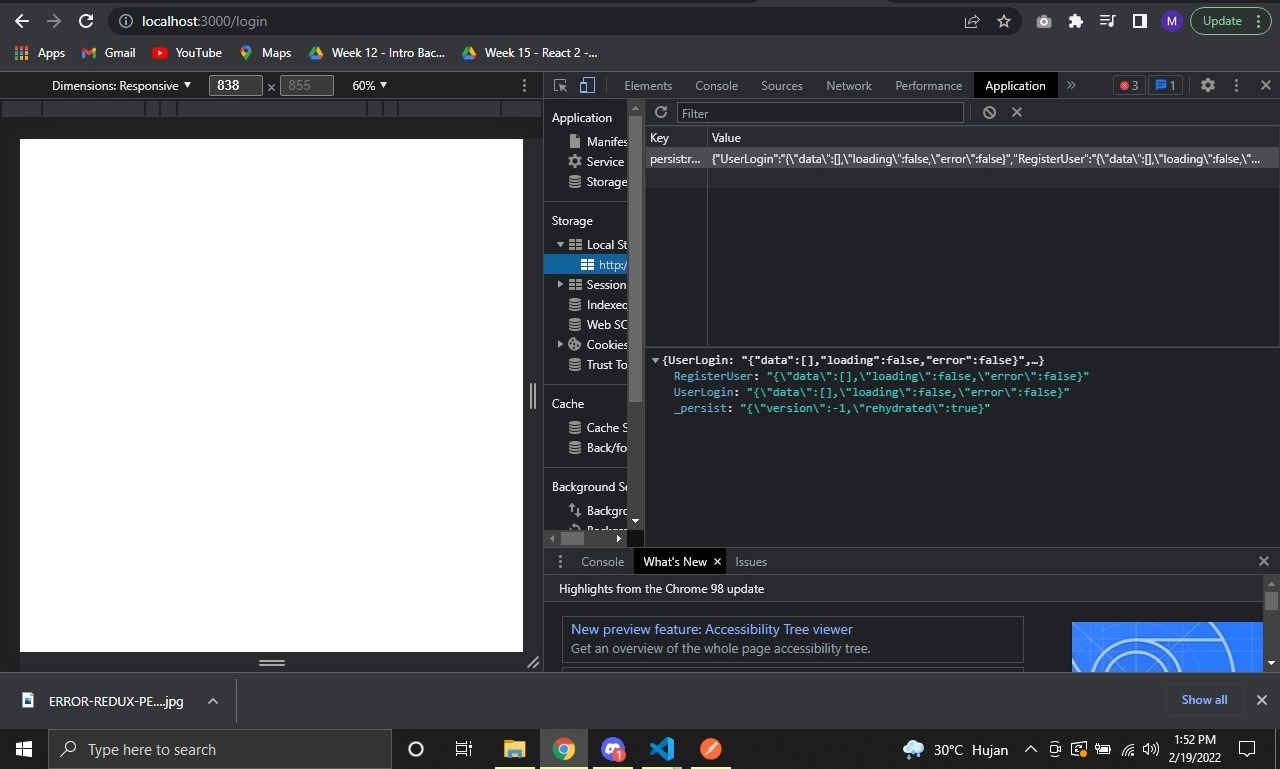 localhost:3000/login
M
Update
Apps
Gmail
YouTube
Maps
Week 12 - Intro Bac...
Week 15 - React 2 -...
Dimensions: Responsive ▼
838
×
855
60% ▼
Elements
Console
Sources
Network
Performance
Application
»
3
1
Application
Manifes
Service
Storage
Storage
Local St
http:/
Session
Indexed
Web SC
Cookies
Trust To
Cache
Cache S
Back/fo
Background Se
Backgro
Filter
Key
Value
persist:r...
{"UserLogin":"{\"data\":[],\"loading\":false,\"error\":false}","RegisterUser":"{\"data\":[],\"loading\":false,\"...
▼{UserLogin: "{"data":[],"loading":false,"error":false}",…}
RegisterUser: "{\"data\":[],\"loading\":false,\"error\":false}"
UserLogin: "{\"data\":[],\"loading\":false,\"error\":false}"
_persist: "{\"version\":-1,\"rehydrated\":true}"
Console
What's New ×
Issues
Highlights from the Chrome 98 update
New preview feature: Accessibility Tree viewer
Get an overview of the whole page accessibility tree.
ERROR-REDUX-PE....jpg
Show all
Type here to search
1
30°C Hujan
1:52 PM
2/19/2022